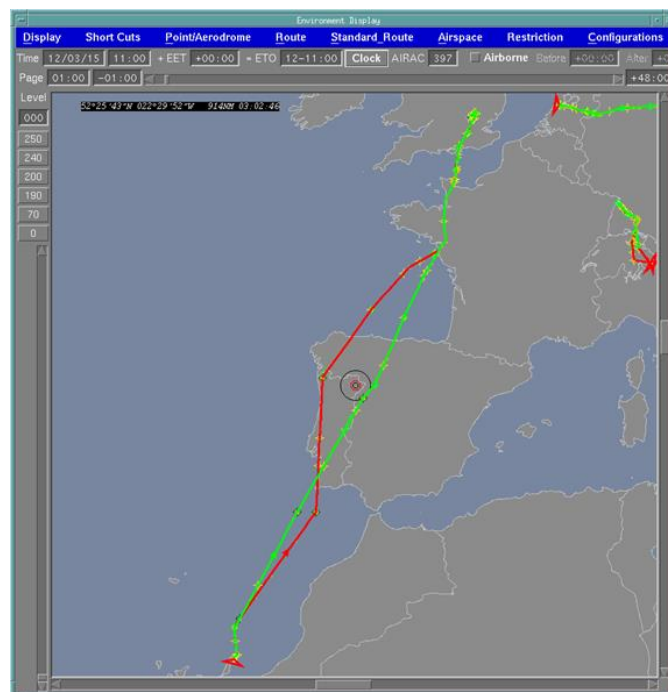 Environment Display
Display Short Cuts Point/Aerodrome Route Standard_Route Airspace Restriction Configurations
Time 12/03/15 11:00 + EET +00:00 = ETO 12-11:00 Clock AIRAC 397 Airborne Before +00:00 After
Page 01:00 -01:00 +48:00
Level
000
250
240
200
190
70
0
52°25'43"N 022°29'52"W 914NM 03:02:46